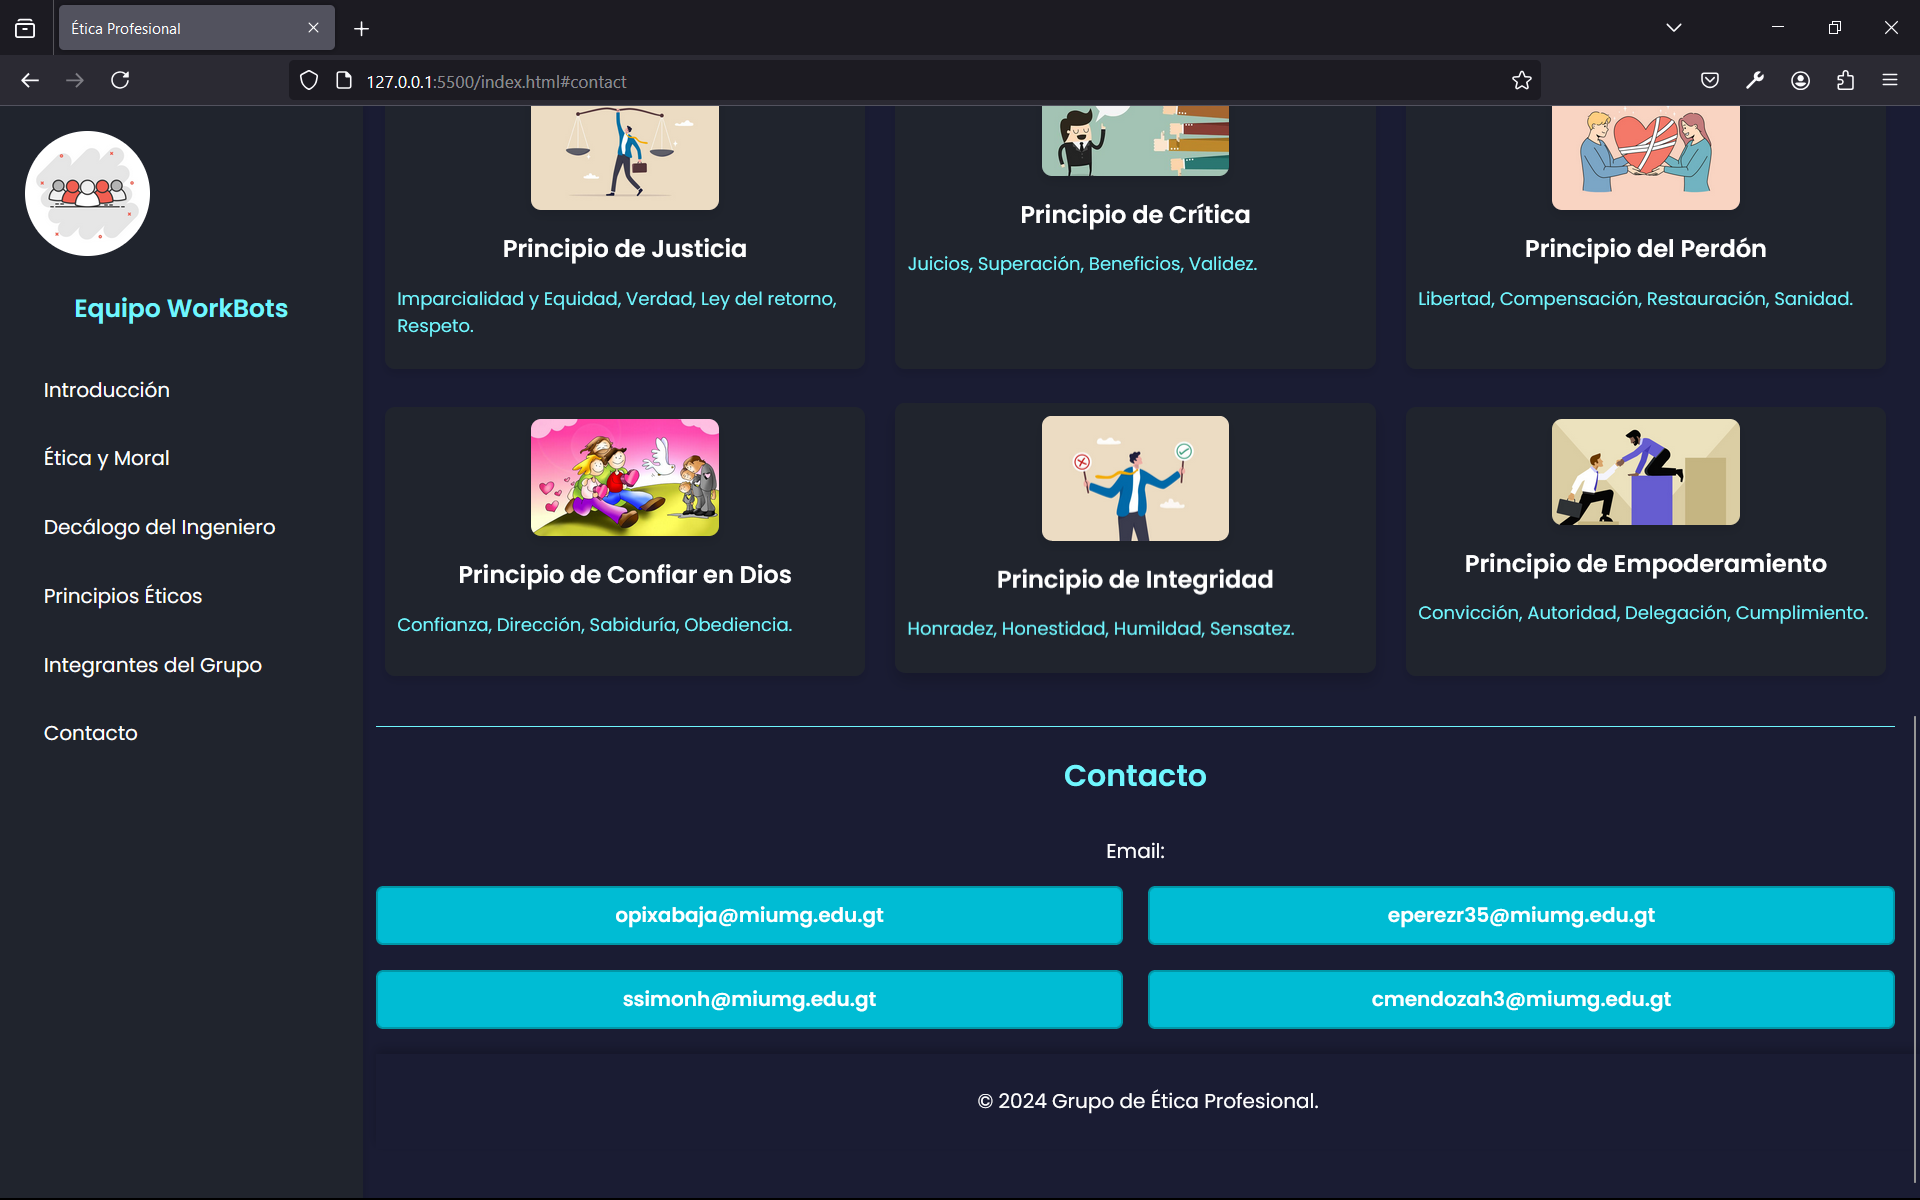 Ética Profesional
127.0.0.1:5500/index.html#contact
Equipo WorkBots
Introducción
Ética y Moral
Decálogo del Ingeniero
Principios Éticos
Integrantes del Grupo
Contacto
Principio de Justicia
Imparcialidad y Equidad, Verdad, Ley del retorno,
Respeto.
Principio de Crítica
Juicios, Superación, Beneficios, Validez.
Principio del Perdón
Libertad, Compensación, Restauración, Sanidad.
Principio de Confiar en Dios
Confianza, Dirección, Sabiduría, Obediencia.
Principio de Integridad
Honradez, Honestidad, Humildad, Sensatez.
Principio de Empoderamiento
Convicción, Autoridad, Delegación, Cumplimiento.
Contacto
Email:
opixabaja@miumg.edu.gt
eperezr35@miumg.edu.gt
ssimonh@miumg.edu.gt
cmendozah3@miumg.edu.gt
© 2024 Grupo de Ética Profesional.